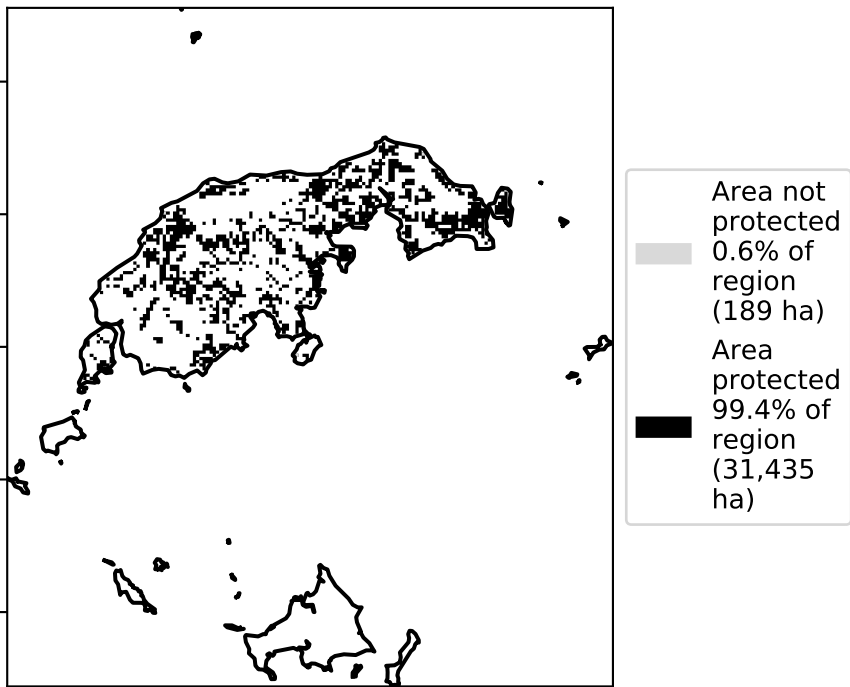 Area not
protected
0.6% of
region
(189 ha)
Area
protected
99.4% of
region
(31,435
ha)